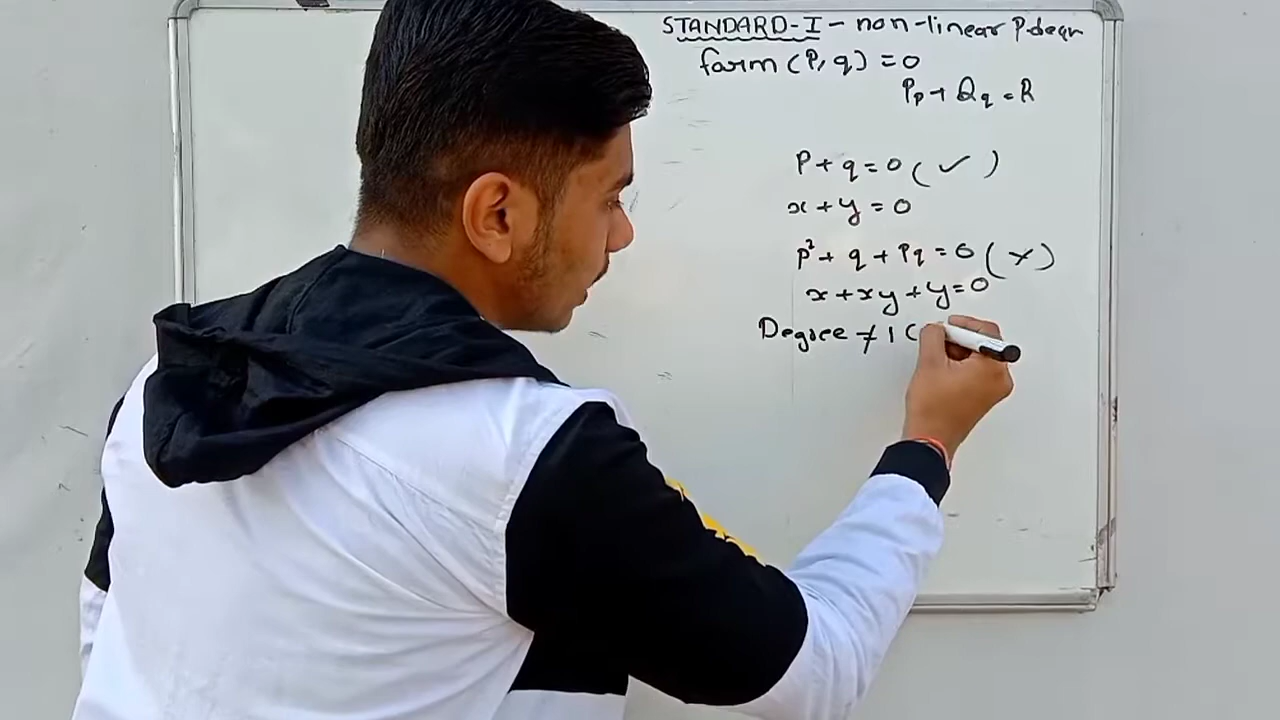 STANDARD-I - non-linear P.deqn
form (P, q) = 0
Pp + Qq = R
P + q = 0 ( ✓ )
x + y = 0
p² + q + pq = 0 ( × )
x + xy + y = 0
Degree ≠ 1 (